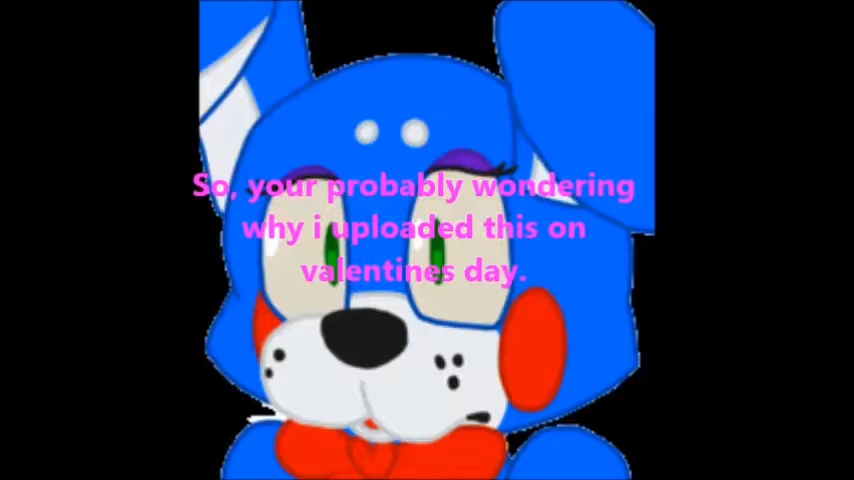 So, your probably wondering
why i uploaded this on
valentines day.